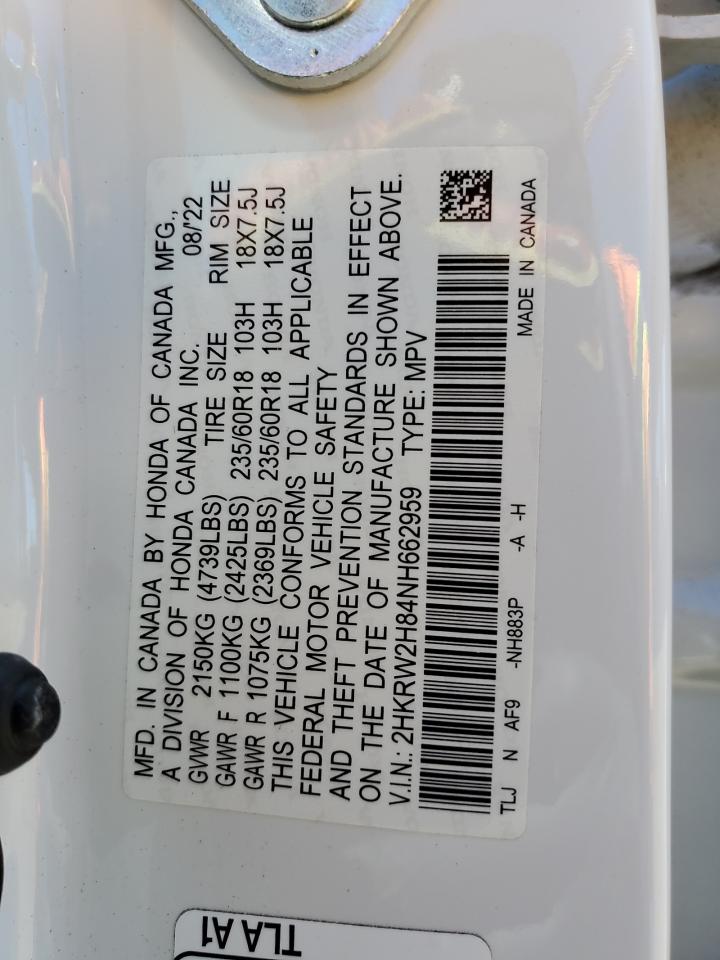 MFD. IN CANADA BY HONDA OF CANADA MFG.,
A DIVISION OF HONDA CANADA INC. 08/'22
GVWR 2150KG (4739LBS) TIRE SIZE RIM SIZE
GAWR F 1100KG (2425LBS) 235/60R18 103H 18X7.5J
GAWR R 1075KG (2369LBS) 235/60R18 103H 18X7.5J
THIS VEHICLE CONFORMS TO ALL APPLICABLE
FEDERAL MOTOR VEHICLE SAFETY
AND THEFT PREVENTION STANDARDS IN EFFECT
ON THE DATE OF MANUFACTURE SHOWN ABOVE.
V.I.N.: 2HKRW2H84NH662959 TYPE: MPV
TLJ N AF9 -NH883P -A -H MADE IN CANADA
TLA A1